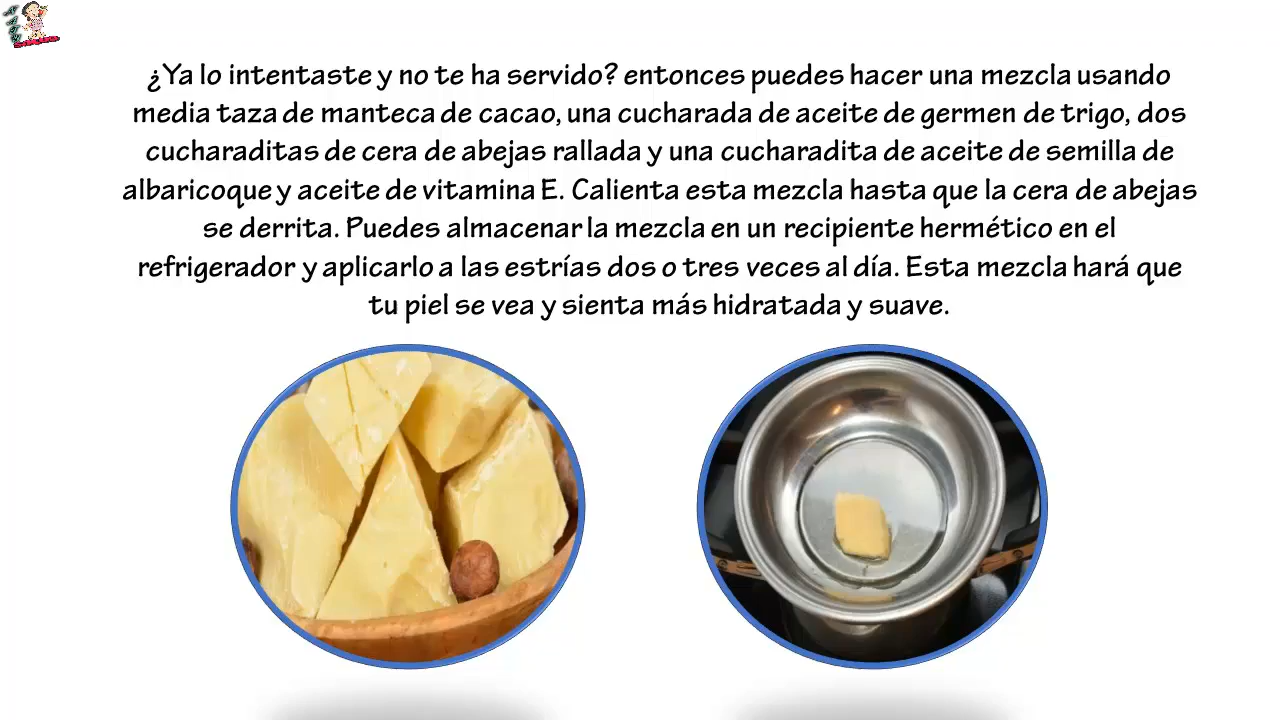 ¿Ya lo intentaste y no te ha servido? entonces puedes hacer una mezcla usando
media taza de manteca de cacao, una cucharada de aceite de germen de trigo, dos
cucharaditas de cera de abejas rallada y una cucharadita de aceite de semilla de
albaricoque y aceite de vitamina E. Calienta esta mezcla hasta que la cera de abejas
se derrita. Puedes almacenar la mezcla en un recipiente hermético en el
refrigerador y aplicarlo a las estrías dos o tres veces al día. Esta mezcla hará que
tu piel se vea y sienta más hidratada y suave.